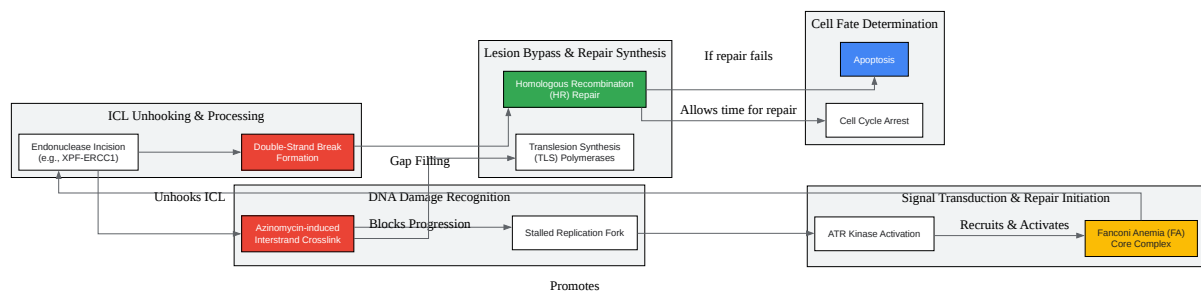 Cell Fate Determination
Lesion Bypass & Repair Synthesis
If repair fails
Apoptosis
Homologous Recombination
(HR) Repair
Allows time for repair
Cell Cycle Arrest
ICL Unhooking & Processing
Endonuclease Incision
(e.g., XPF-ERCC1)
Double-Strand Break
Formation
Gap Filling
Translesion Synthesis
(TLS) Polymerases
Unhooks ICL
DNA Damage Recognition
Signal Transduction & Repair Initiation
Azinomycin-induced
Interstrand Crosslink
Blocks Progression
Stalled Replication Fork
ATR Kinase Activation
Recruits & Activates
Fanconi Anemia (FA)
Core Complex
Promotes